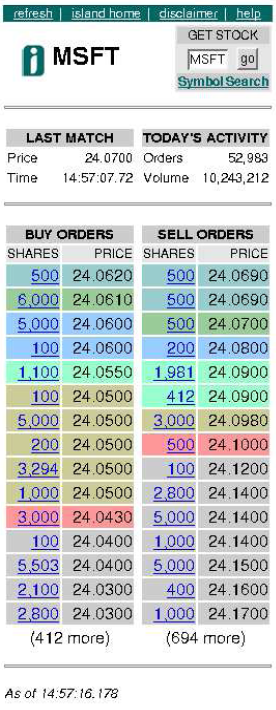 refresh | island home | disclaimer | help
MSFT
GET STOCK
MSFT go
Symbol Search
LAST MATCH
Price 24.0700
Time 14:57:07.72
TODAY'S ACTIVITY
Orders 52,983
Volume 10,243,212
BUY ORDERS SELL ORDERS
SHARES PRICE SHARES PRICE
500 24.0620 500 24.0690
6,000 24.0610 500 24.0690
5,000 24.0600 500 24.0700
100 24.0600 200 24.0800
1,100 24.0550 1,981 24.0900
100 24.0500 412 24.0900
5,000 24.0500 3,000 24.0980
200 24.0500 500 24.1000
3,294 24.0500 100 24.1200
1,000 24.0500 2,800 24.1400
3,000 24.0430 5,000 24.1400
100 24.0400 1,000 24.1400
5,503 24.0400 5,000 24.1500
2,100 24.0300 400 24.1600
2,800 24.0300 1,000 24.1700
(412 more) (694 more)
As of 14:57:16.178